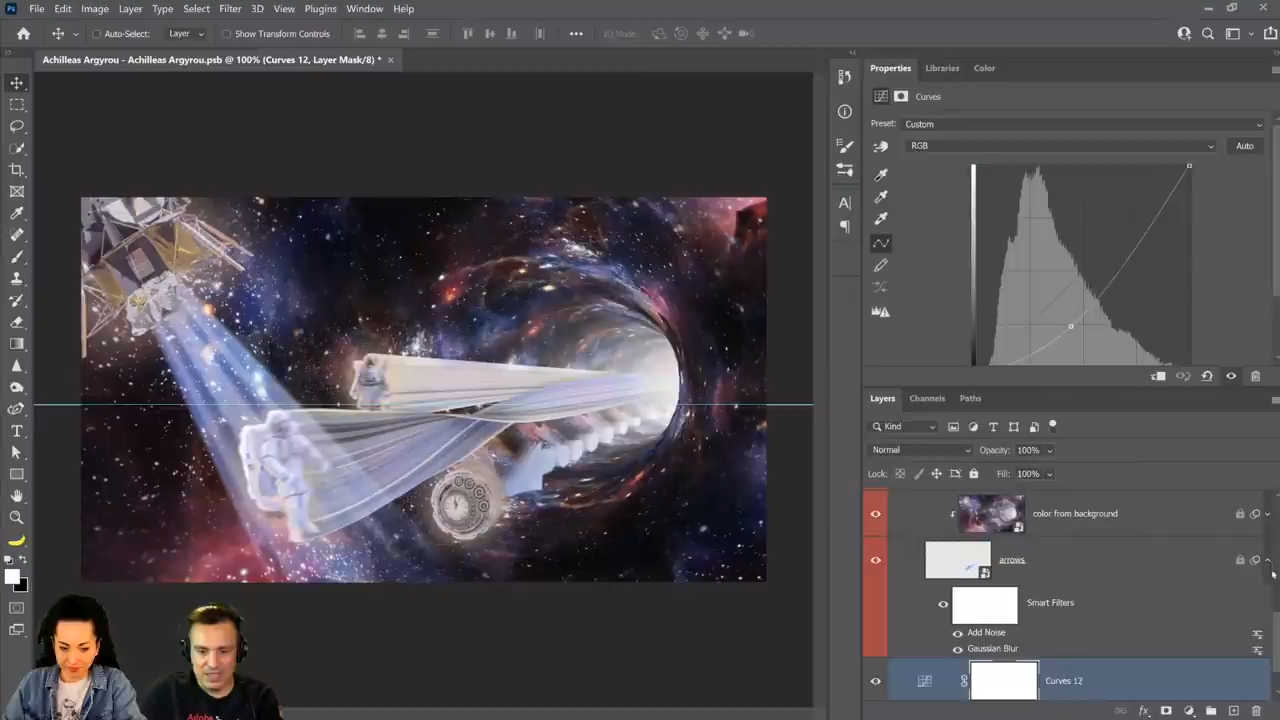 Ps File Edit Image Layer Type Select Filter 3D View Plugins Window Help
Auto-Select: Layer Show Transform Controls 3D Mode:
Achilleas Argyrou - Achilleas Argyrou.psb @ 100% (Curves 12, Layer Mask/8) *
Properties Libraries Color
Curves
Preset: Custom
RGB Auto
Layers Channels Paths
Kind
Normal Opacity: 100%
Lock: Fill: 100%
color from background
arrows
Smart Filters
Add Noise
Gaussian Blur
Curves 12
Adobe